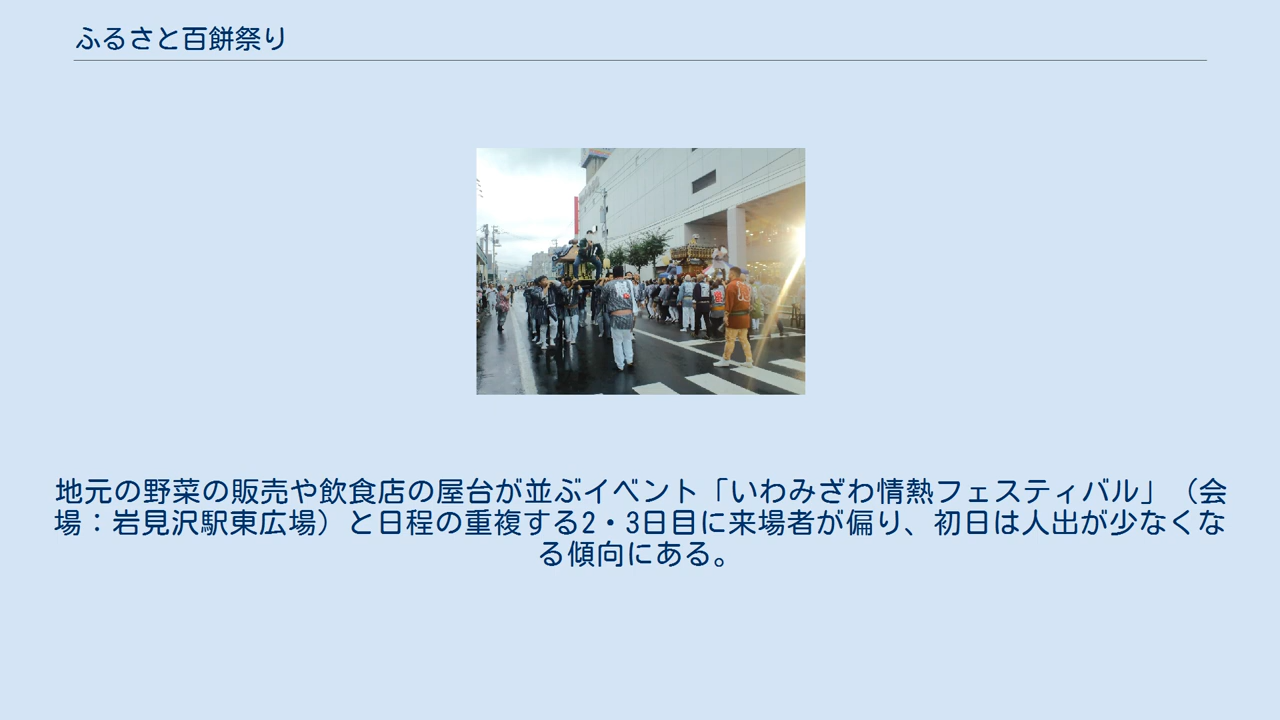 ふるさと百餅祭り
地元の野菜の販売や飲食店の屋台が並ぶイベント「いわみざわ情熱フェスティバル」（会
場：岩見沢駅東広場）と日程の重複する2・3日目に来場者が偏り、初日は人出が少なくな
る傾向にある。